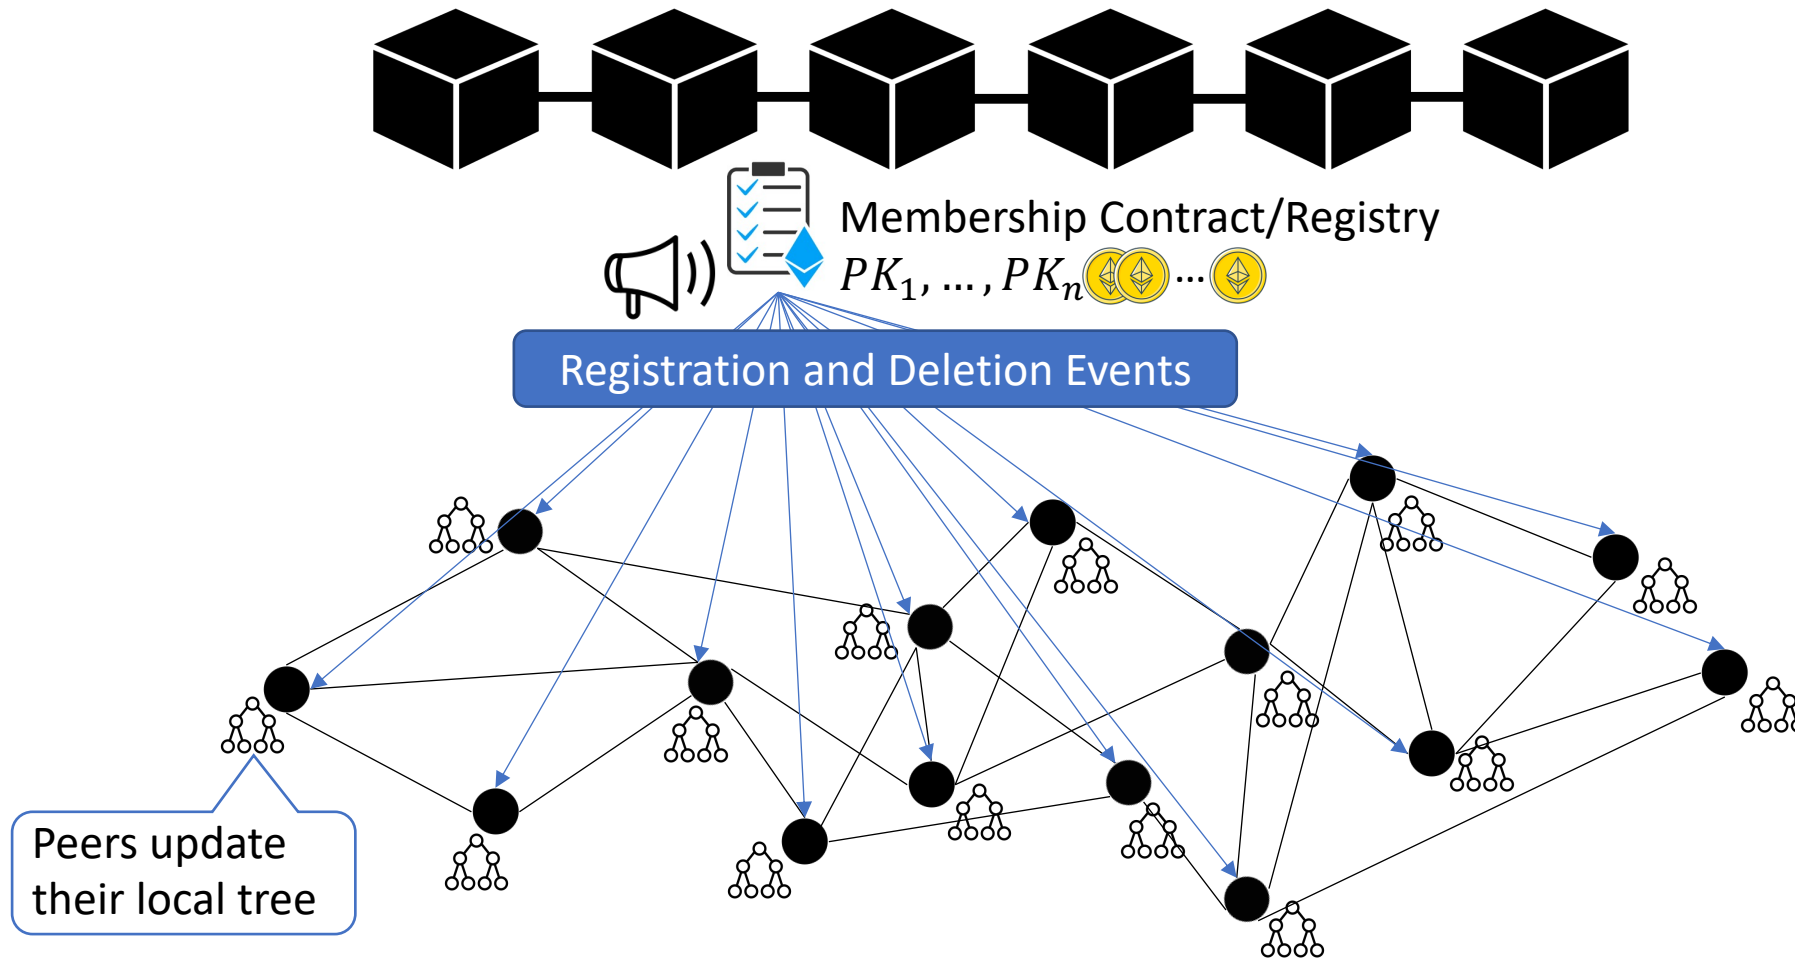 Membership Contract/Registry
PK₁, ... , PKₙ ...
Registration and Deletion Events
Peers update
their local tree